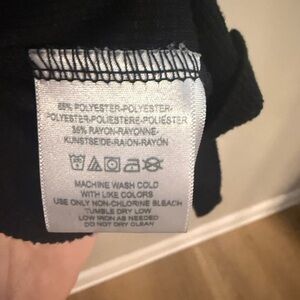 65% POLYESTER-POLYESTER-
POLYESTER-POLIESTERE-POLIÉSTER
35% RAYON-RAYONNE-
KUNSTSEIDE-RAION-RAYÓN
MACHINE WASH COLD
WITH LIKE COLORS
USE ONLY NON-CHLORINE BLEACH
TUMBLE DRY LOW
LOW IRON AS NEEDED
DO NOT DRY CLEAN